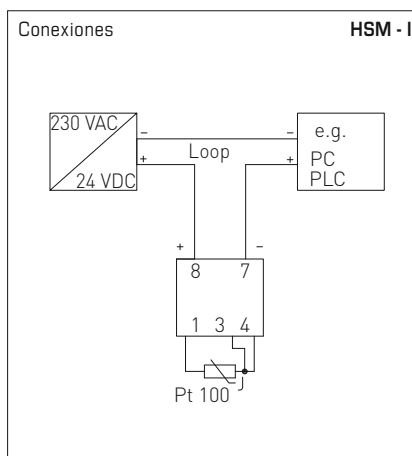 Conexiones HSM - I
230 VAC
24 VDC
– –
+ +
Loop
e.g.
PC
PLC
+ –
8 7
1 3 4
Pt 100